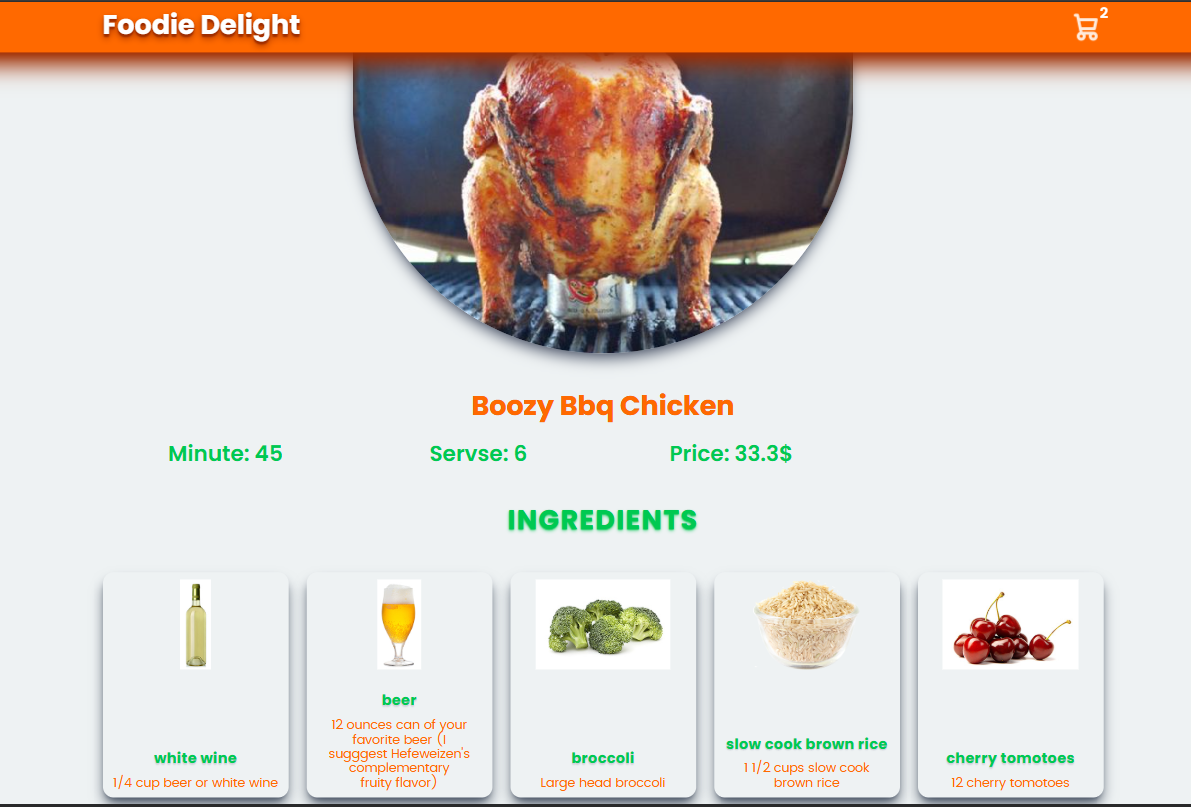 Foodie Delight
2
Boozy Bbq Chicken
Minute: 45 Servse: 6 Price: 33.3$
INGREDIENTS
white wine
1/4 cup beer or white wine
beer
12 ounces can of your
favorite beer (I
sugggest Hefeweizen's
complementary
fruity flavor)
broccoli
Large head broccoli
slow cook brown rice
1 1/2 cups slow cook
brown rice
cherry tomotoes
12 cherry tomotoes